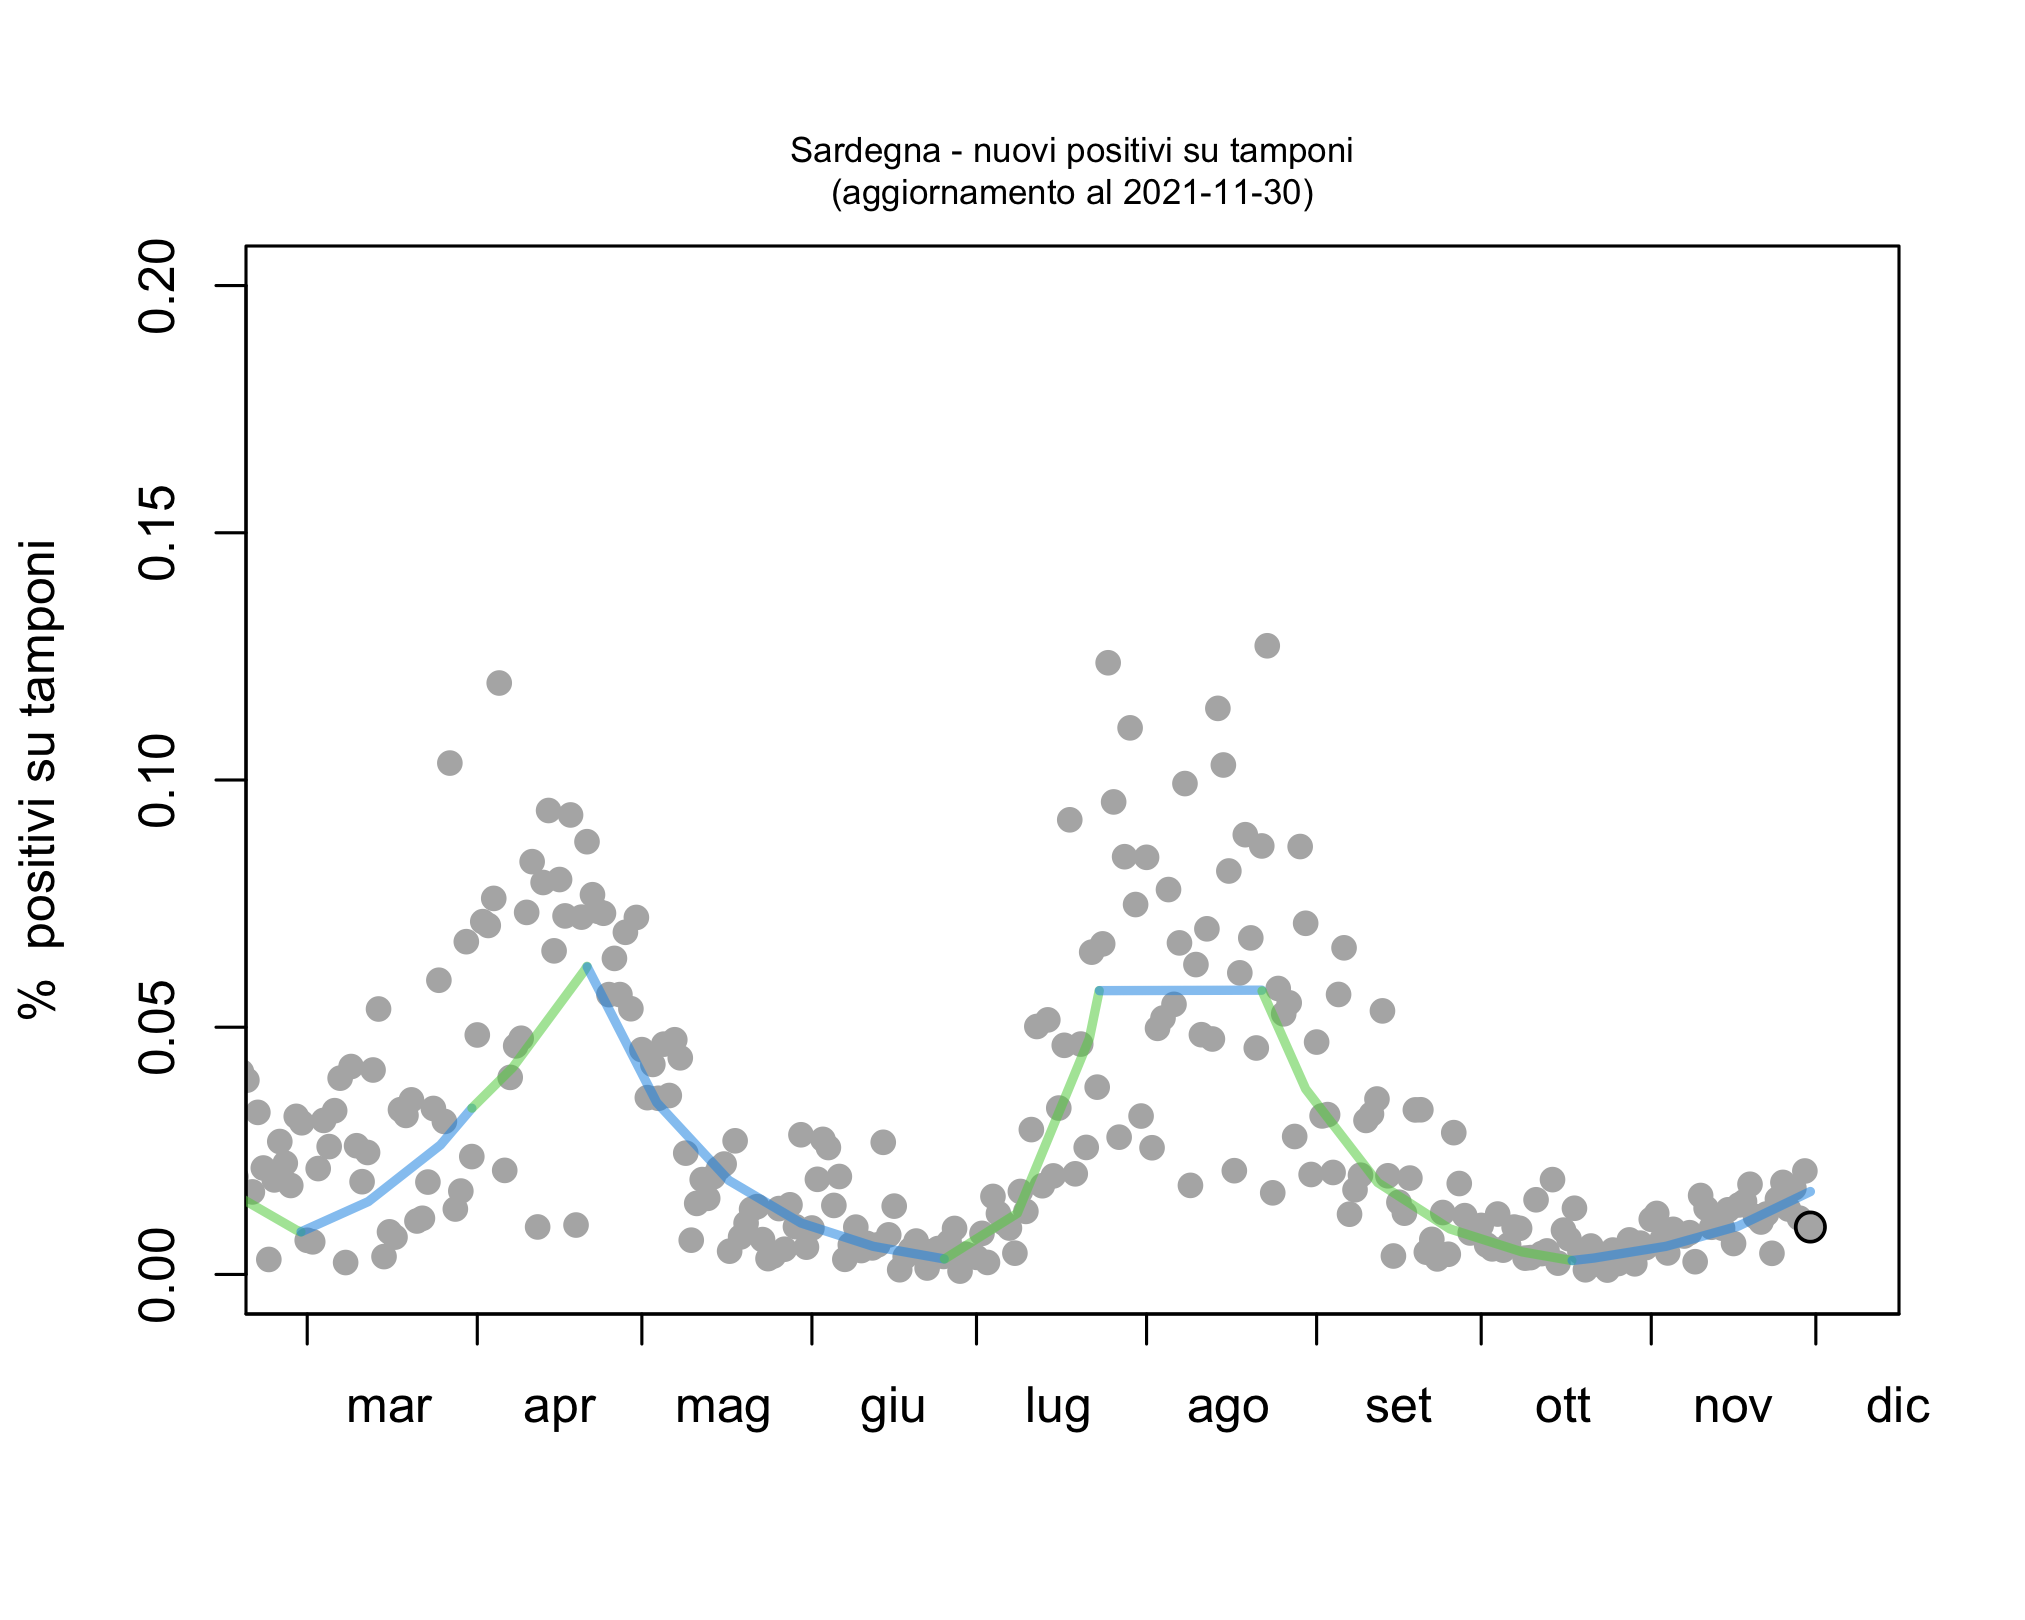 Sardegna - nuovi positivi su tamponi
(aggiornamento al 2021-11-30)
% positivi su tamponi
0.20
0.15
0.10
0.05
0.00
mar apr mag giu lug ago set ott nov dic